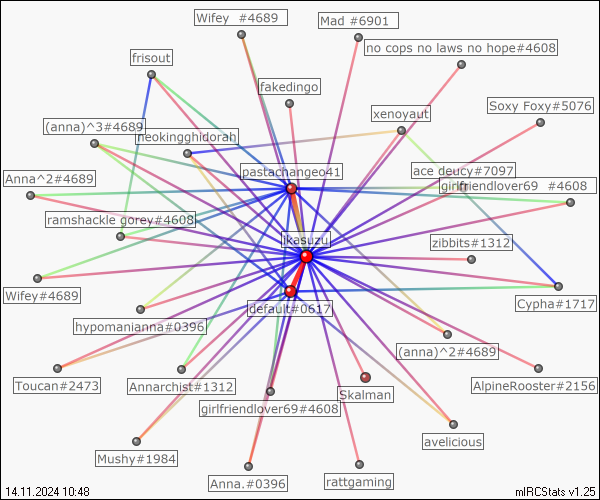 Wifey  #4689
Mad #6901
no cops no laws no hope#4608
frisout
fakedingo
xenoyaut
Soxy Foxy#5076
(anna)^3#4689
neokingghidorah
pastachangeo41
ace deucy#7097
Anna^2#4689
girlfriendlover69  #4608
ramshackle gorey#4608
jkasuzu
zibbits#1312
Wifey#4689
Cypha#1717
hypomanianna#0396
default#0617
(anna)^2#4689
Toucan#2473
Annarchist#1312
Skalman
AlpineRooster#2156
girlfriendlover69#4608
avelicious
Mushy#1984
Anna.#0396
rattgaming
14.11.2024 10:48
mIRCStats v1.25